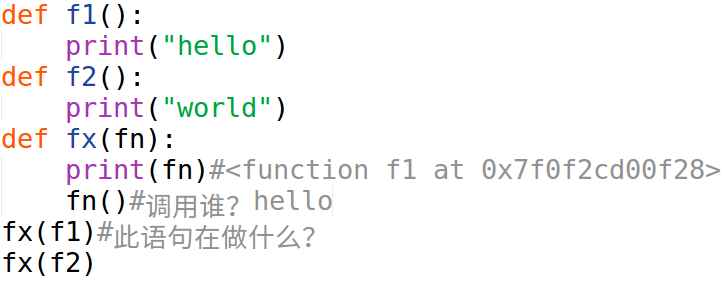 def f1():
    print("hello")
def f2():
    print("world")
def fx(fn):
    print(fn)#<function f1 at 0x7f0f2cd00f28>
    fn()#调用谁？hello
fx(f1)#此语句在做什么？
fx(f2)